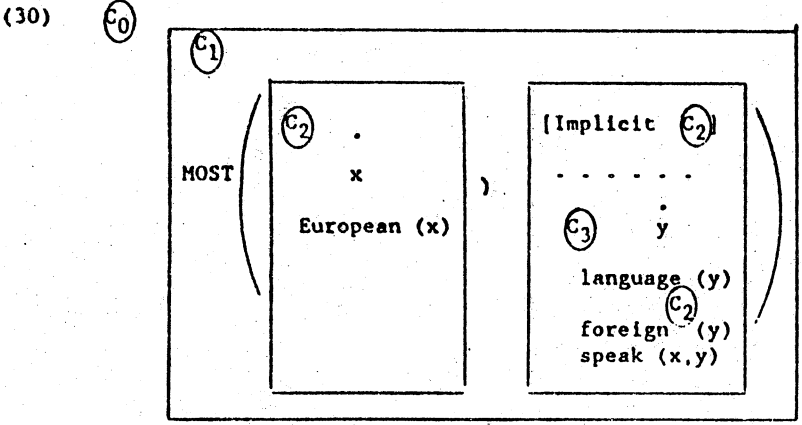 (30) C0
C1
C2 .
MOST x
European (x)
,
[Implicit C2]
- - - - - -
.
C3 y
language (y)
C2
foreign (y)
speak (x,y)